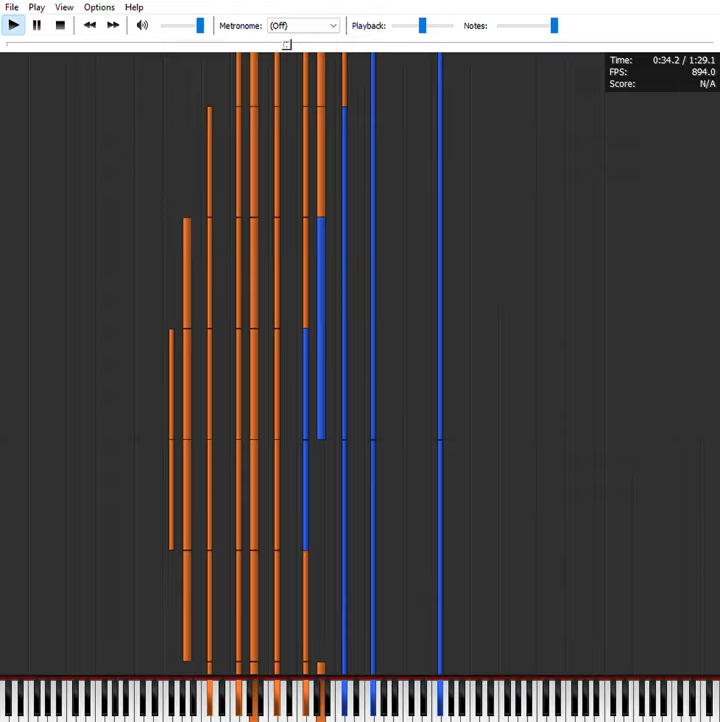 File Play View Options Help
Metronome: (Off) Playback: Notes:
Time: 0:34.2 / 1:29.1
FPS: 894.0
Score: N/A